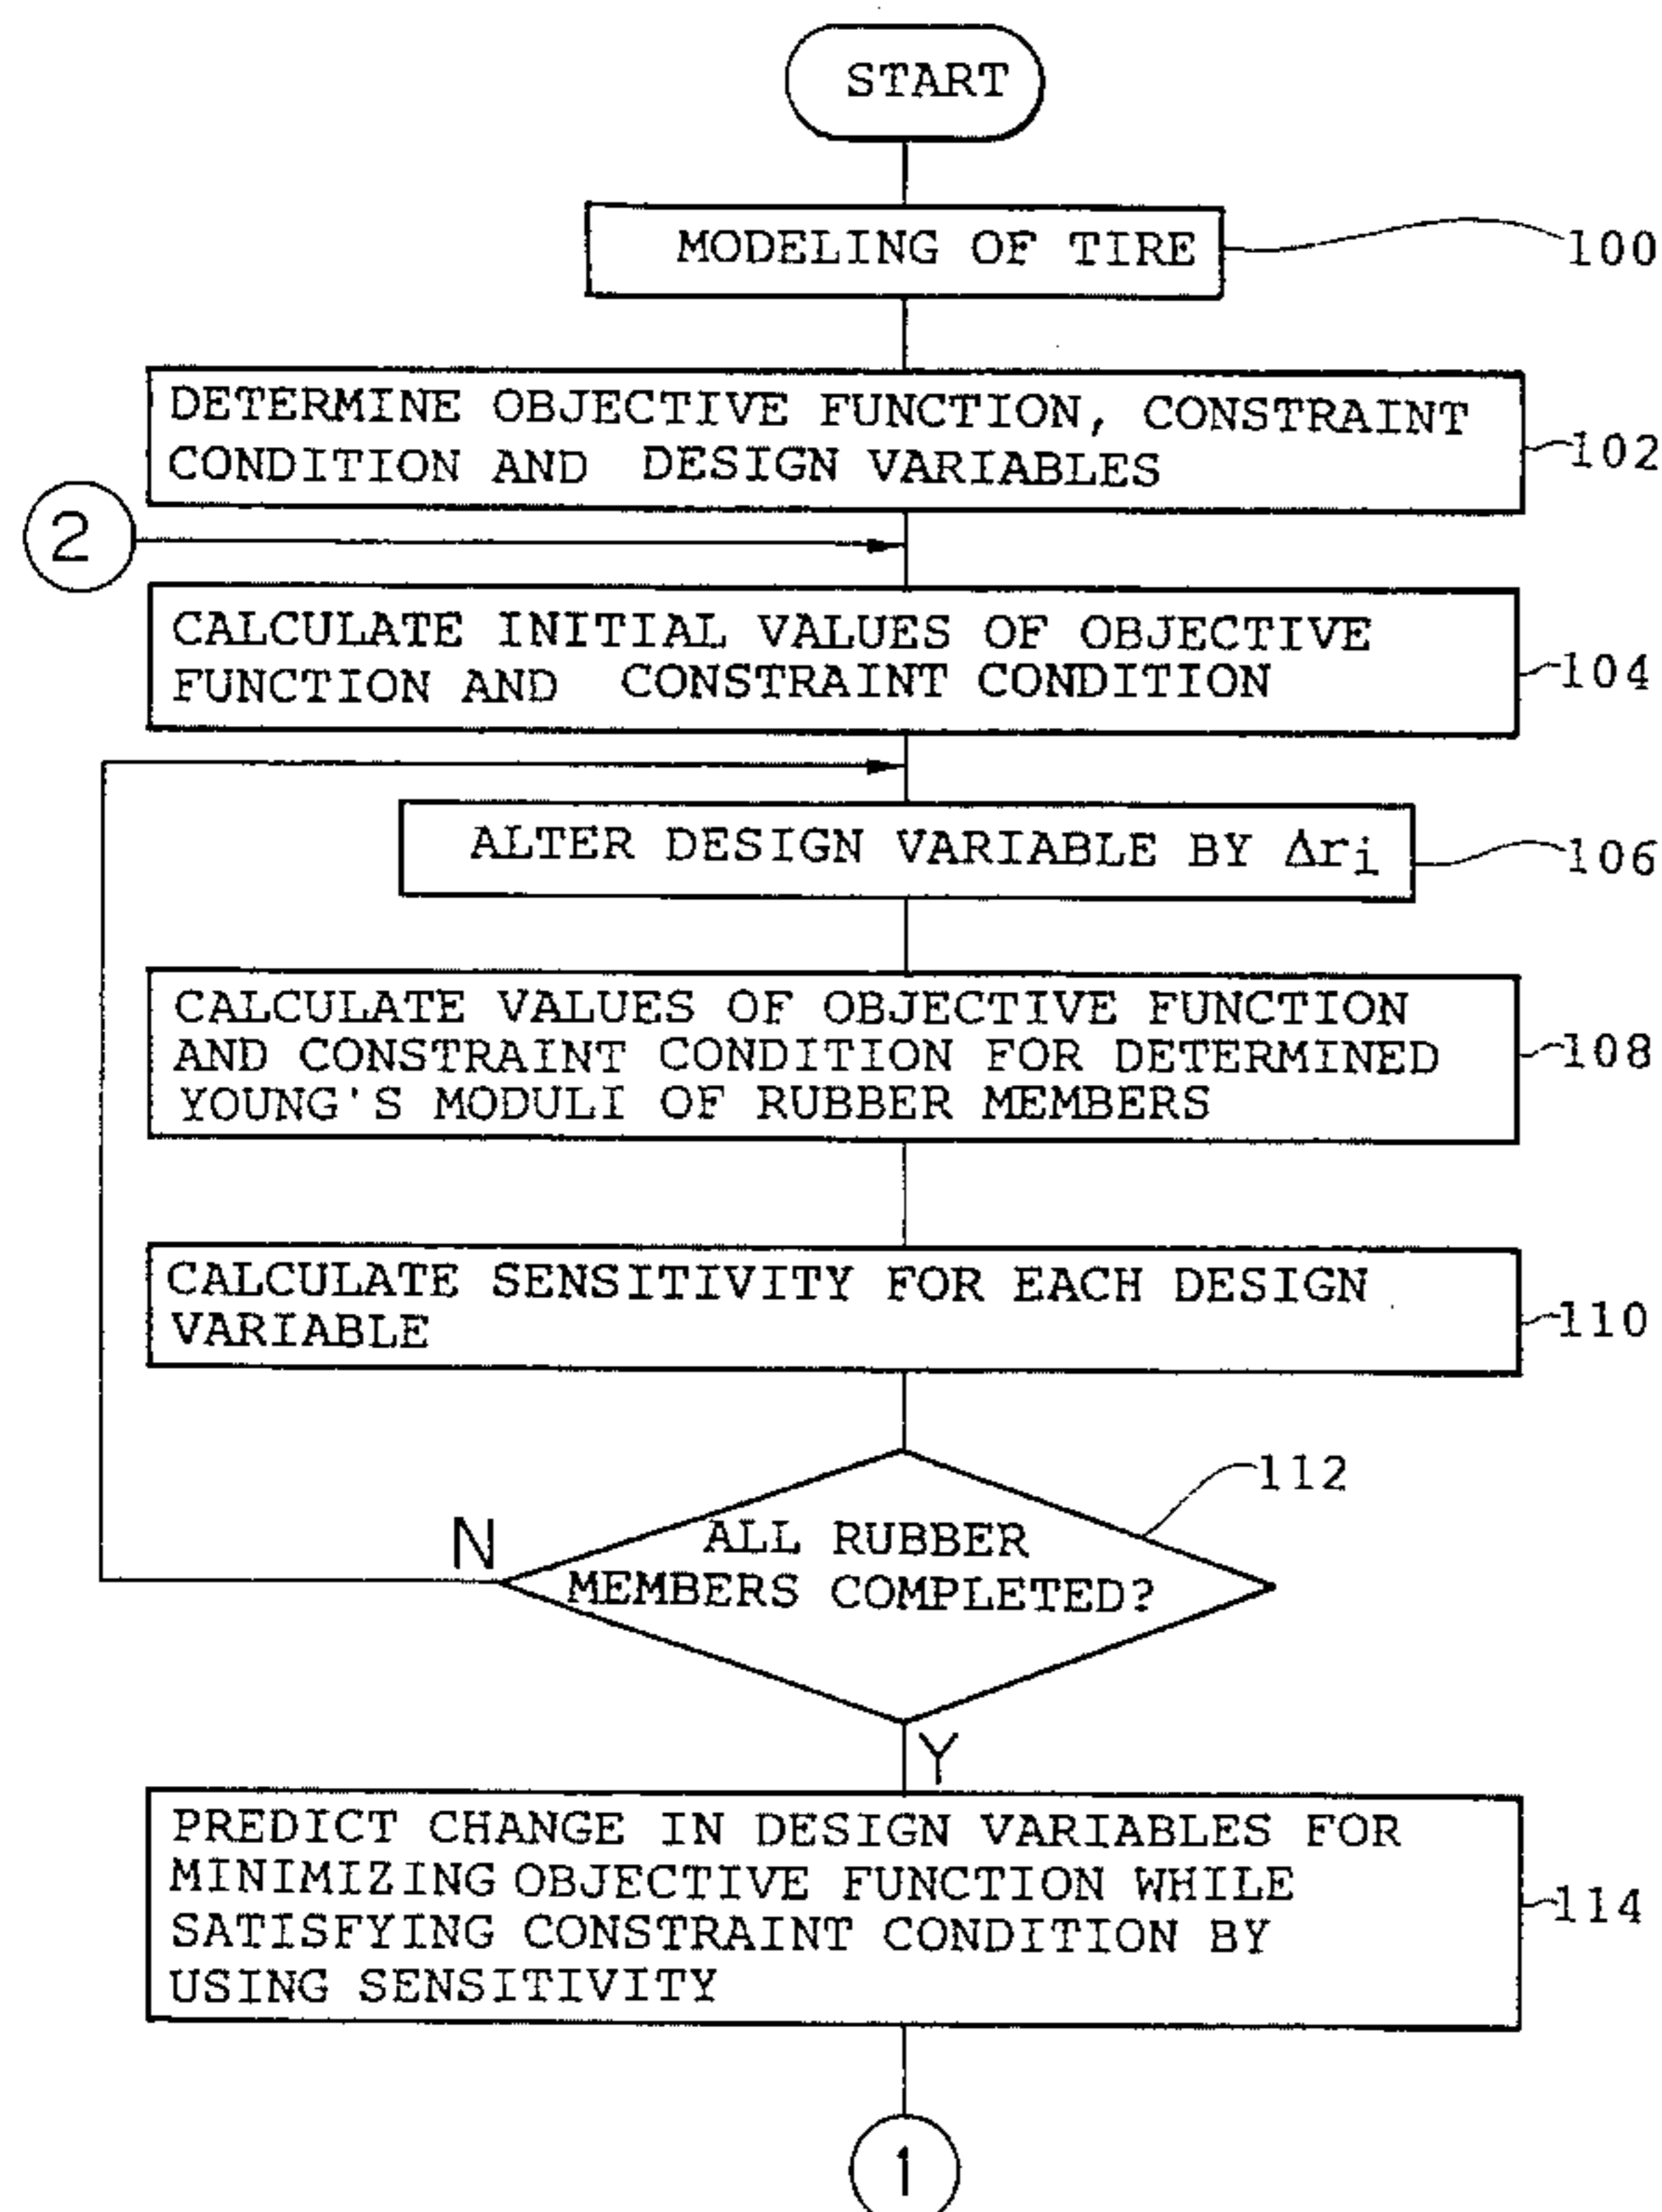 START
MODELING OF TIRE
100
DETERMINE OBJECTIVE FUNCTION, CONSTRAINT
CONDITION AND DESIGN VARIABLES
102
2
CALCULATE INITIAL VALUES OF OBJECTIVE
FUNCTION AND CONSTRAINT CONDITION
104
ALTER DESIGN VARIABLE BY Δri
106
CALCULATE VALUES OF OBJECTIVE FUNCTION
AND CONSTRAINT CONDITION FOR DETERMINED
YOUNG'S MODULI OF RUBBER MEMBERS
108
CALCULATE SENSITIVITY FOR EACH DESIGN
VARIABLE
110
112
N
ALL RUBBER
MEMBERS COMPLETED?
Y
PREDICT CHANGE IN DESIGN VARIABLES FOR
MINIMIZING OBJECTIVE FUNCTION WHILE
SATISFYING CONSTRAINT CONDITION BY
USING SENSITIVITY
114
1